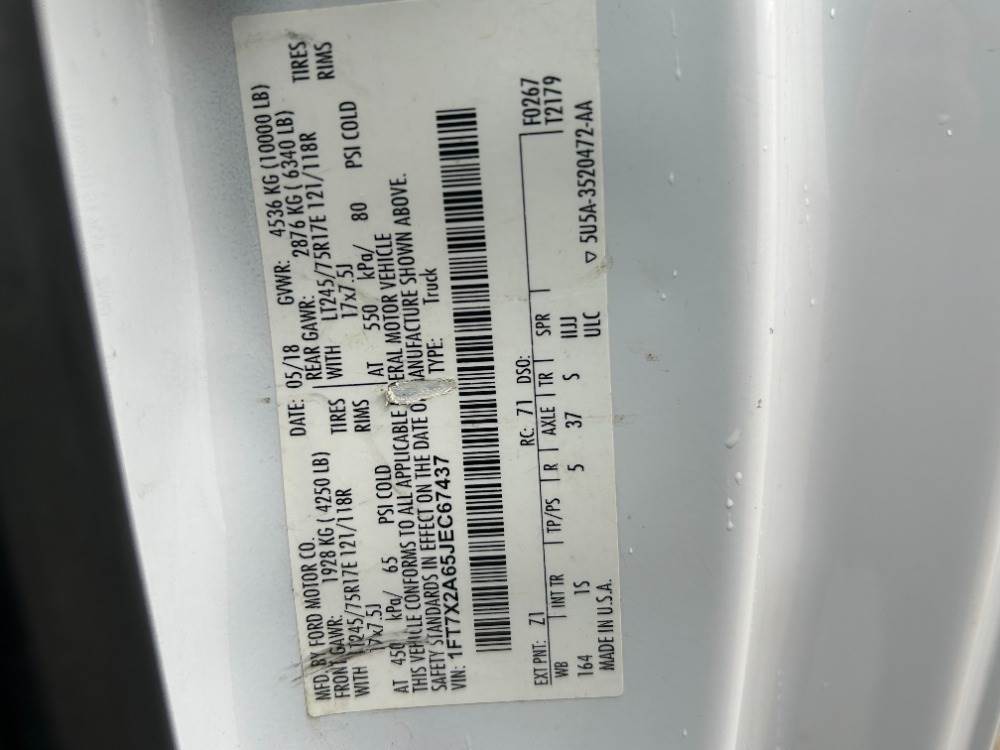 MFD. BY FORD MOTOR CO.
DATE: 05/18 GVWR: 4536 KG (10000 LB)
FRONT GAWR: 1928 KG ( 4250 LB) REAR GAWR: 2876 KG ( 6340 LB)
WITH LT245/75R17E 121/118R TIRES WITH LT245/75R17E 121/118R TIRES
17x7.5J RIMS 17x7.5J RIMS
AT 450 kPa/ 65 PSI COLD AT 550 kPa/ 80 PSI COLD
THIS VEHICLE CONFORMS TO ALL APPLICABLE MOTOR VEHICLE
SAFETY STANDARDS IN EFFECT ON THE DATE MANUFACTURE SHOWN ABOVE.
VIN: 1FT7X2A65JEC67437 TYPE: Truck
F0267
EXT PNT: Z1 RC: 71 DSO: T2179
WB INT TR TP/PS R AXLE TR SPR
164 1S 5 37 S IIJJ
ULC
MADE IN U.S.A. ▽ 5U5A-3520472-AA